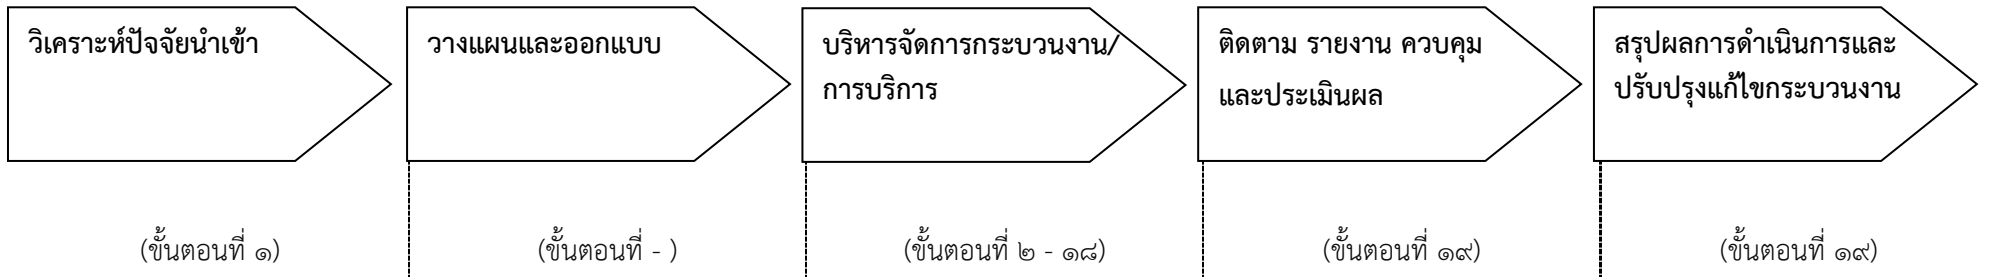 วิเคราะห์ปัจจัยนำเข้า
วางแผนและออกแบบ
บริหารจัดการกระบวนงาน/
การบริการ
ติดตาม รายงาน ควบคุม
และประเมินผล
สรุปผลการดำเนินการและ
ปรับปรุงแก้ไขกระบวนงาน
(ขั้นตอนที่ ๑)
(ขั้นตอนที่ - )
(ขั้นตอนที่ ๒ - ๑๘)
(ขั้นตอนที่ ๑๙)
(ขั้นตอนที่ ๑๙)